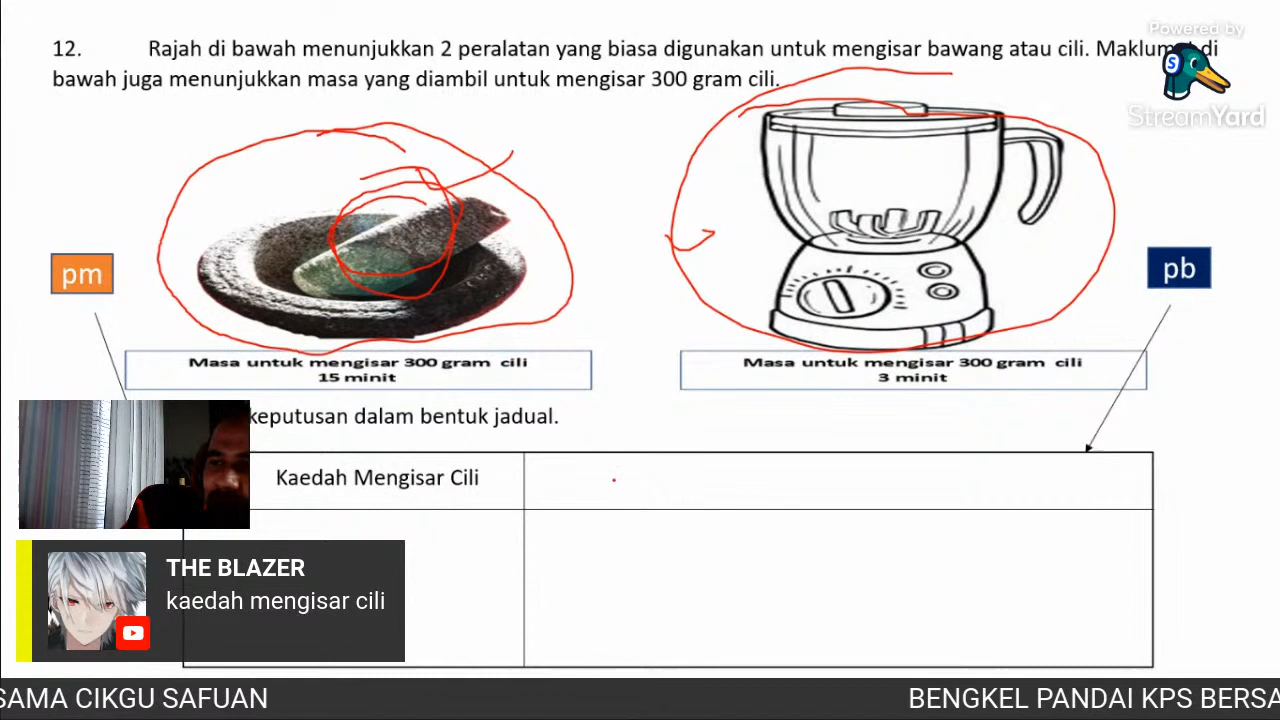 Powered by
StreamYard
12. Rajah di bawah menunjukkan 2 peralatan yang biasa digunakan untuk mengisar bawang atau cili. Maklumat di
bawah juga menunjukkan masa yang diambil untuk mengisar 300 gram cili.
pm
pb
Masa untuk mengisar 300 gram cili
15 minit
Masa untuk mengisar 300 gram cili
3 minit
keputusan dalam bentuk jadual.
Kaedah Mengisar Cili
THE BLAZER
kaedah mengisar cili
SAMA CIKGU SAFUAN
BENGKEL PANDAI KPS BERSA